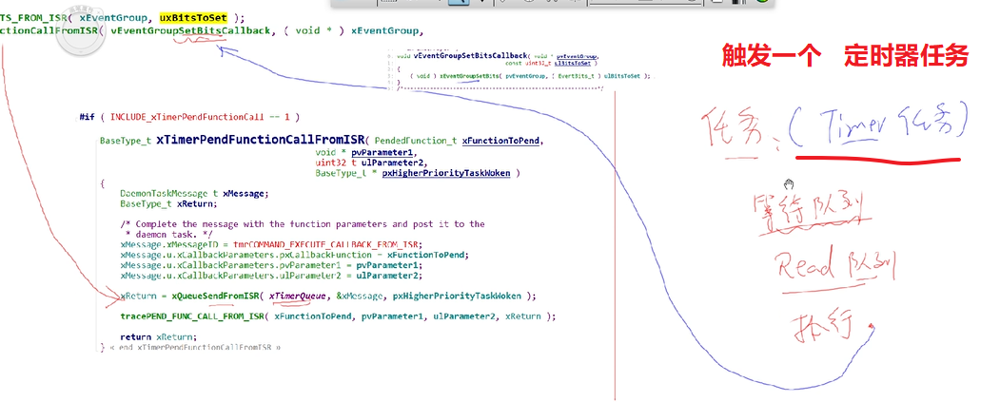 TS_FROM_ISR( xEventGroup, uxBitsToSet );
ctionCallFromISR( vEventGroupSetBitsCallback, ( void * ) xEventGroup,
void vEventGroupSetBitsCallback( void * pvEventGroup,
const uint32_t ulBitsToSet )
{
( void ) xEventGroupSetBits( pvEventGroup, ( EventBits_t ) ulBitsToSet );
}
触发一个 定时器任务
任务:(Timer 任务)
等待队列
Read 队列
执行
#if ( INCLUDE_xTimerPendFunctionCall == 1 )
BaseType_t xTimerPendFunctionCallFromISR( PendedFunction_t xFunctionToPend,
void * pvParameter1,
uint32_t ulParameter2,
BaseType_t * pxHigherPriorityTaskWoken )
{
DaemonTaskMessage_t xMessage;
BaseType_t xReturn;
/* Complete the message with the function parameters and post it to the
* daemon task. */
xMessage.xMessageID = tmrCOMMAND_EXECUTE_CALLBACK_FROM_ISR;
xMessage.u.xCallbackParameters.pxCallbackFunction = xFunctionToPend;
xMessage.u.xCallbackParameters.pvParameter1 = pvParameter1;
xMessage.u.xCallbackParameters.ulParameter2 = ulParameter2;
xReturn = xQueueSendFromISR( xTimerQueue, &xMessage, pxHigherPriorityTaskWoken );
tracePEND_FUNC_CALL_FROM_ISR( xFunctionToPend, pvParameter1, ulParameter2, xReturn );
return xReturn;
} « end xTimerPendFunctionCallFromISR »